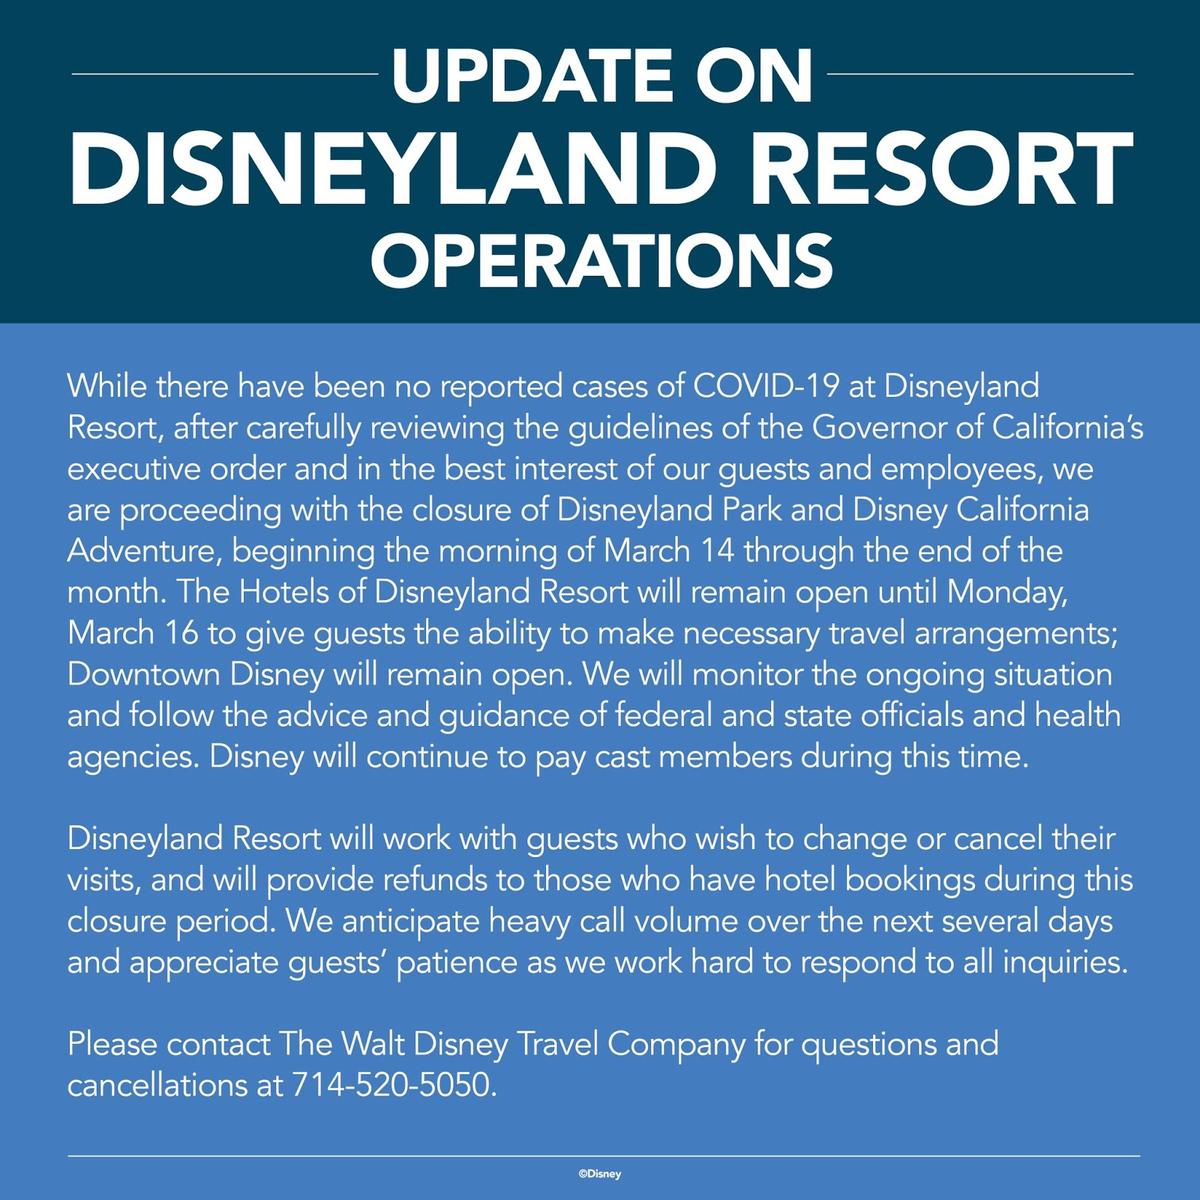 UPDATE ON
DISNEYLAND RESORT
OPERATIONS
While there have been no reported cases of COVID-19 at Disneyland
Resort, after carefully reviewing the guidelines of the Governor of California’s
executive order and in the best interest of our guests and employees, we
are proceeding with the closure of Disneyland Park and Disney California
Adventure, beginning the morning of March 14 through the end of the
month. The Hotels of Disneyland Resort will remain open until Monday,
March 16 to give guests the ability to make necessary travel arrangements;
Downtown Disney will remain open. We will monitor the ongoing situation
and follow the advice and guidance of federal and state officials and health
agencies. Disney will continue to pay cast members during this time.
Disneyland Resort will work with guests who wish to change or cancel their
visits, and will provide refunds to those who have hotel bookings during this
closure period. We anticipate heavy call volume over the next several days
and appreciate guests’ patience as we work hard to respond to all inquiries.
Please contact The Walt Disney Travel Company for questions and
cancellations at 714-520-5050.
©Disney